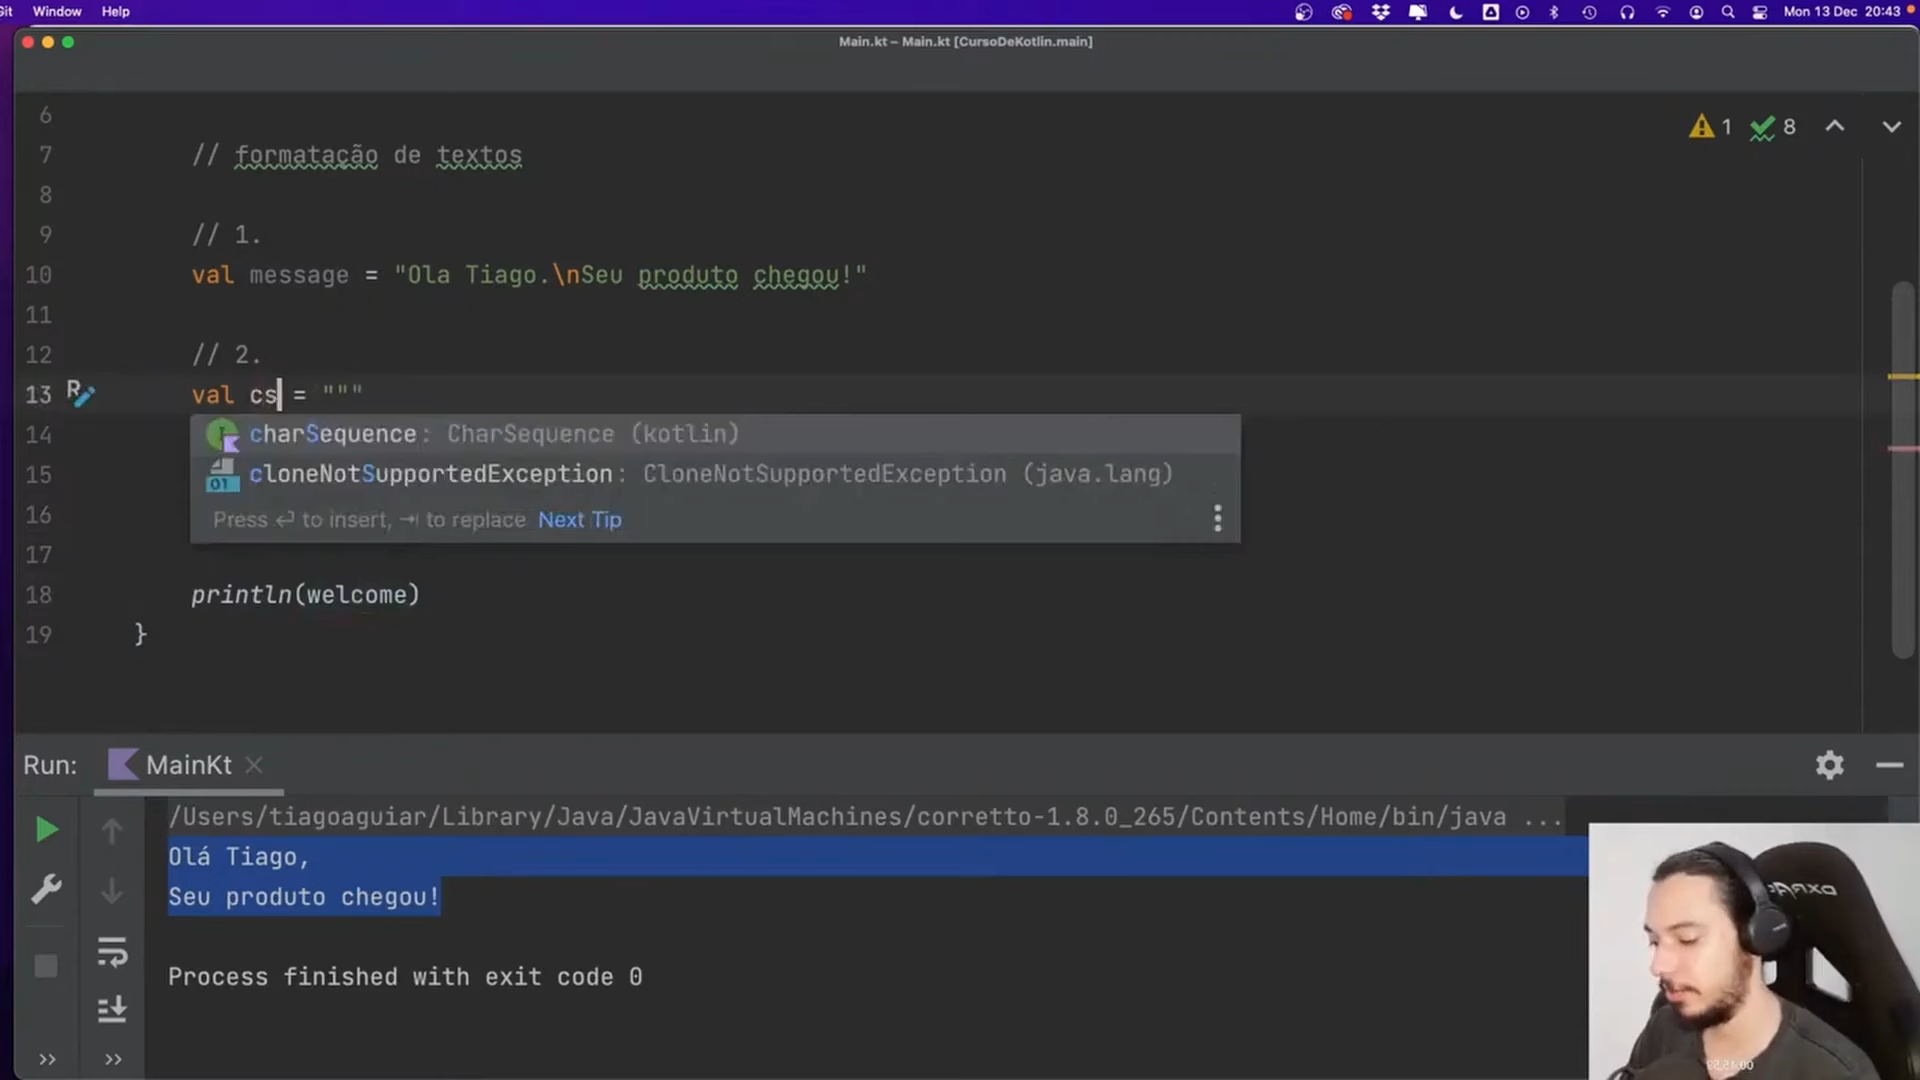 Git Window Help Mon 13 Dec 20:43
Main.kt – Main.kt [CursoDeKotlin.main]
6
7 // formatação de textos
1 8
8
9 // 1.
10 val message = "Ola Tiago.\nSeu produto chegou!"
11
12 // 2.
13 val cs = """
14 charSequence: CharSequence (kotlin)
15 cloneNotSupportedException: CloneNotSupportedException (java.lang)
16 Press ↵ to insert, ⇥ to replace Next Tip
17
18 println(welcome)
19 }
Run: MainKt
/Users/tiagoaguiar/Library/Java/JavaVirtualMachines/corretto-1.8.0_265/Contents/Home/bin/java ...
Olá Tiago,
Seu produto chegou!
Process finished with exit code 0